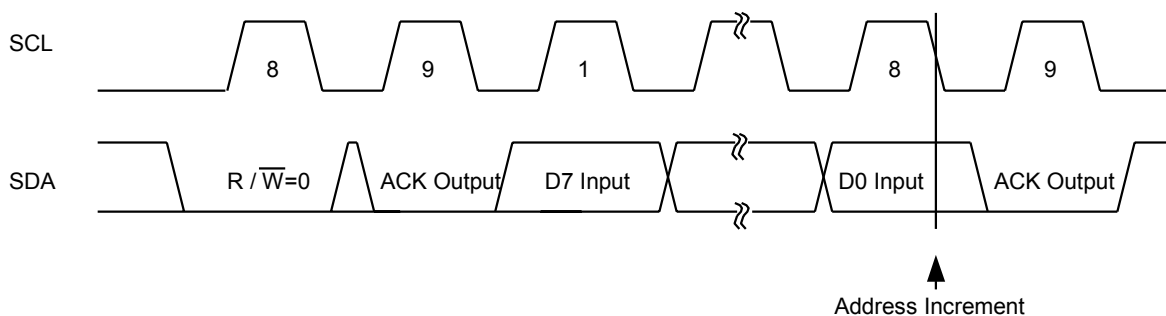 SCL
8
9
1
8
9
SDA
R / W̅=0
ACK Output
D7 Input
D0 Input
ACK Output
Address Increment